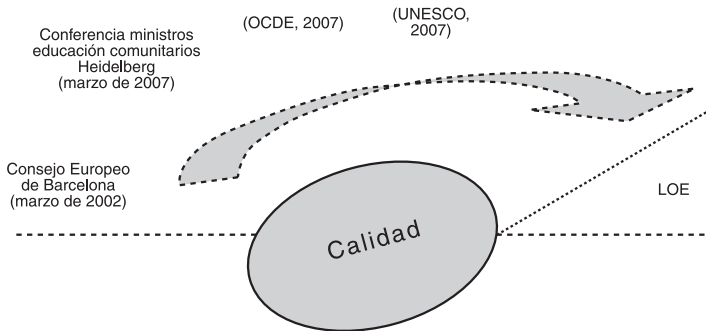 Conferencia ministros
educación comunitarios
Heidelberg
(marzo de 2007)
(OCDE, 2007)
(UNESCO,
2007)
Consejo Europeo
de Barcelona
(marzo de 2002)
LOE
Calidad